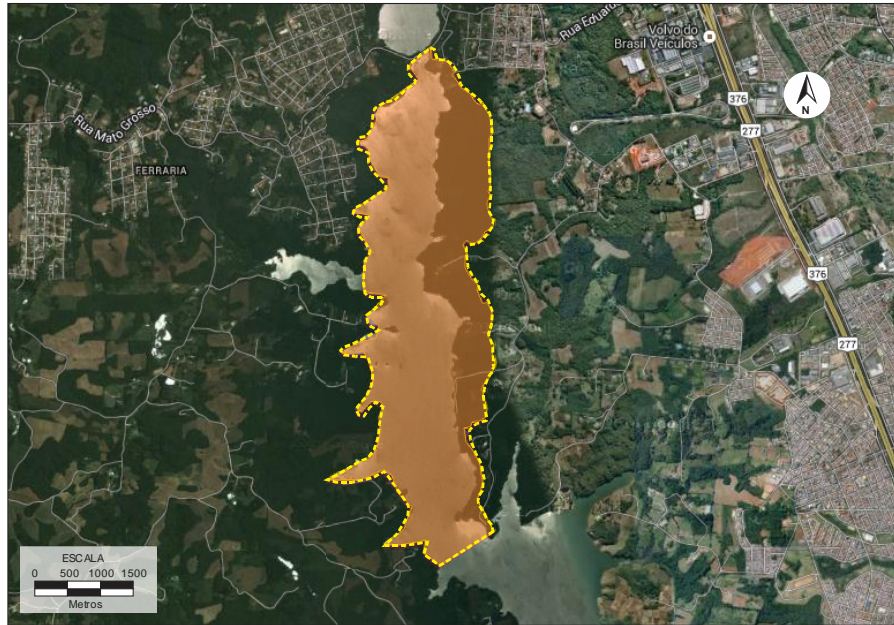 Rua Eduard
Volvo do
Brasil Veículos
376
277
N
Rua Mato Grosso
FERRARIA
376
277
ESCALA
0 500 1000 1500
Metros